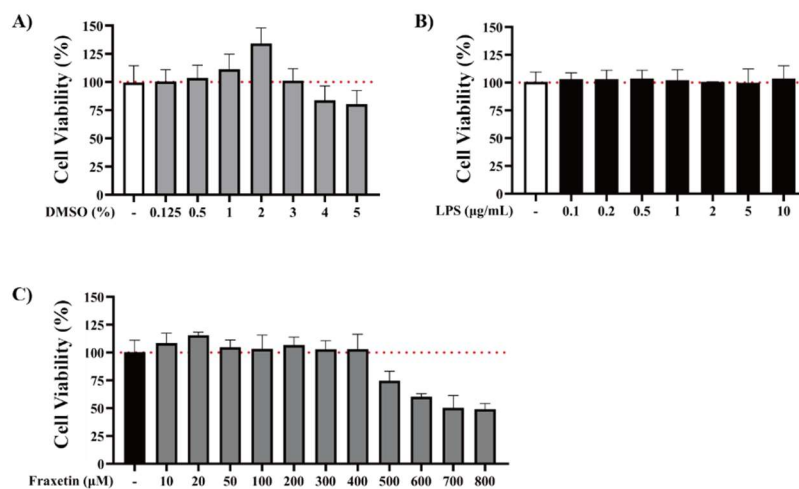 A)
Cell Viability (%)
150
125
100
75
50
25
0
DMSO (%) - 0.125 0.5 1 2 3 4 5
B)
Cell Viability (%)
150
125
100
75
50
25
0
LPS (µg/mL) - 0.1 0.2 0.5 1 2 5 10
C)
Cell Viability (%)
150
125
100
75
50
25
0
Fraxetin (µM) - 10 20 50 100 200 300 400 500 600 700 800